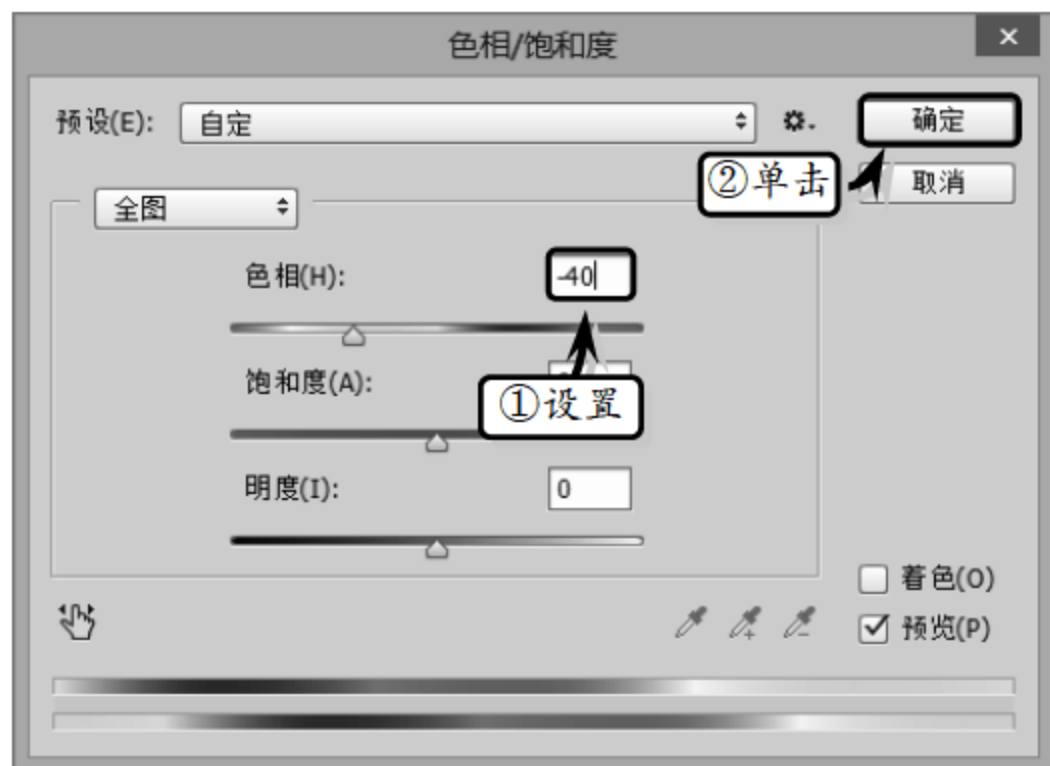 色相/饱和度
预设(E): 自定
确定
②单击
取消
全图
色相(H): -40
饱和度(A):
①设置
明度(I): 0
着色(O)
预览(P)